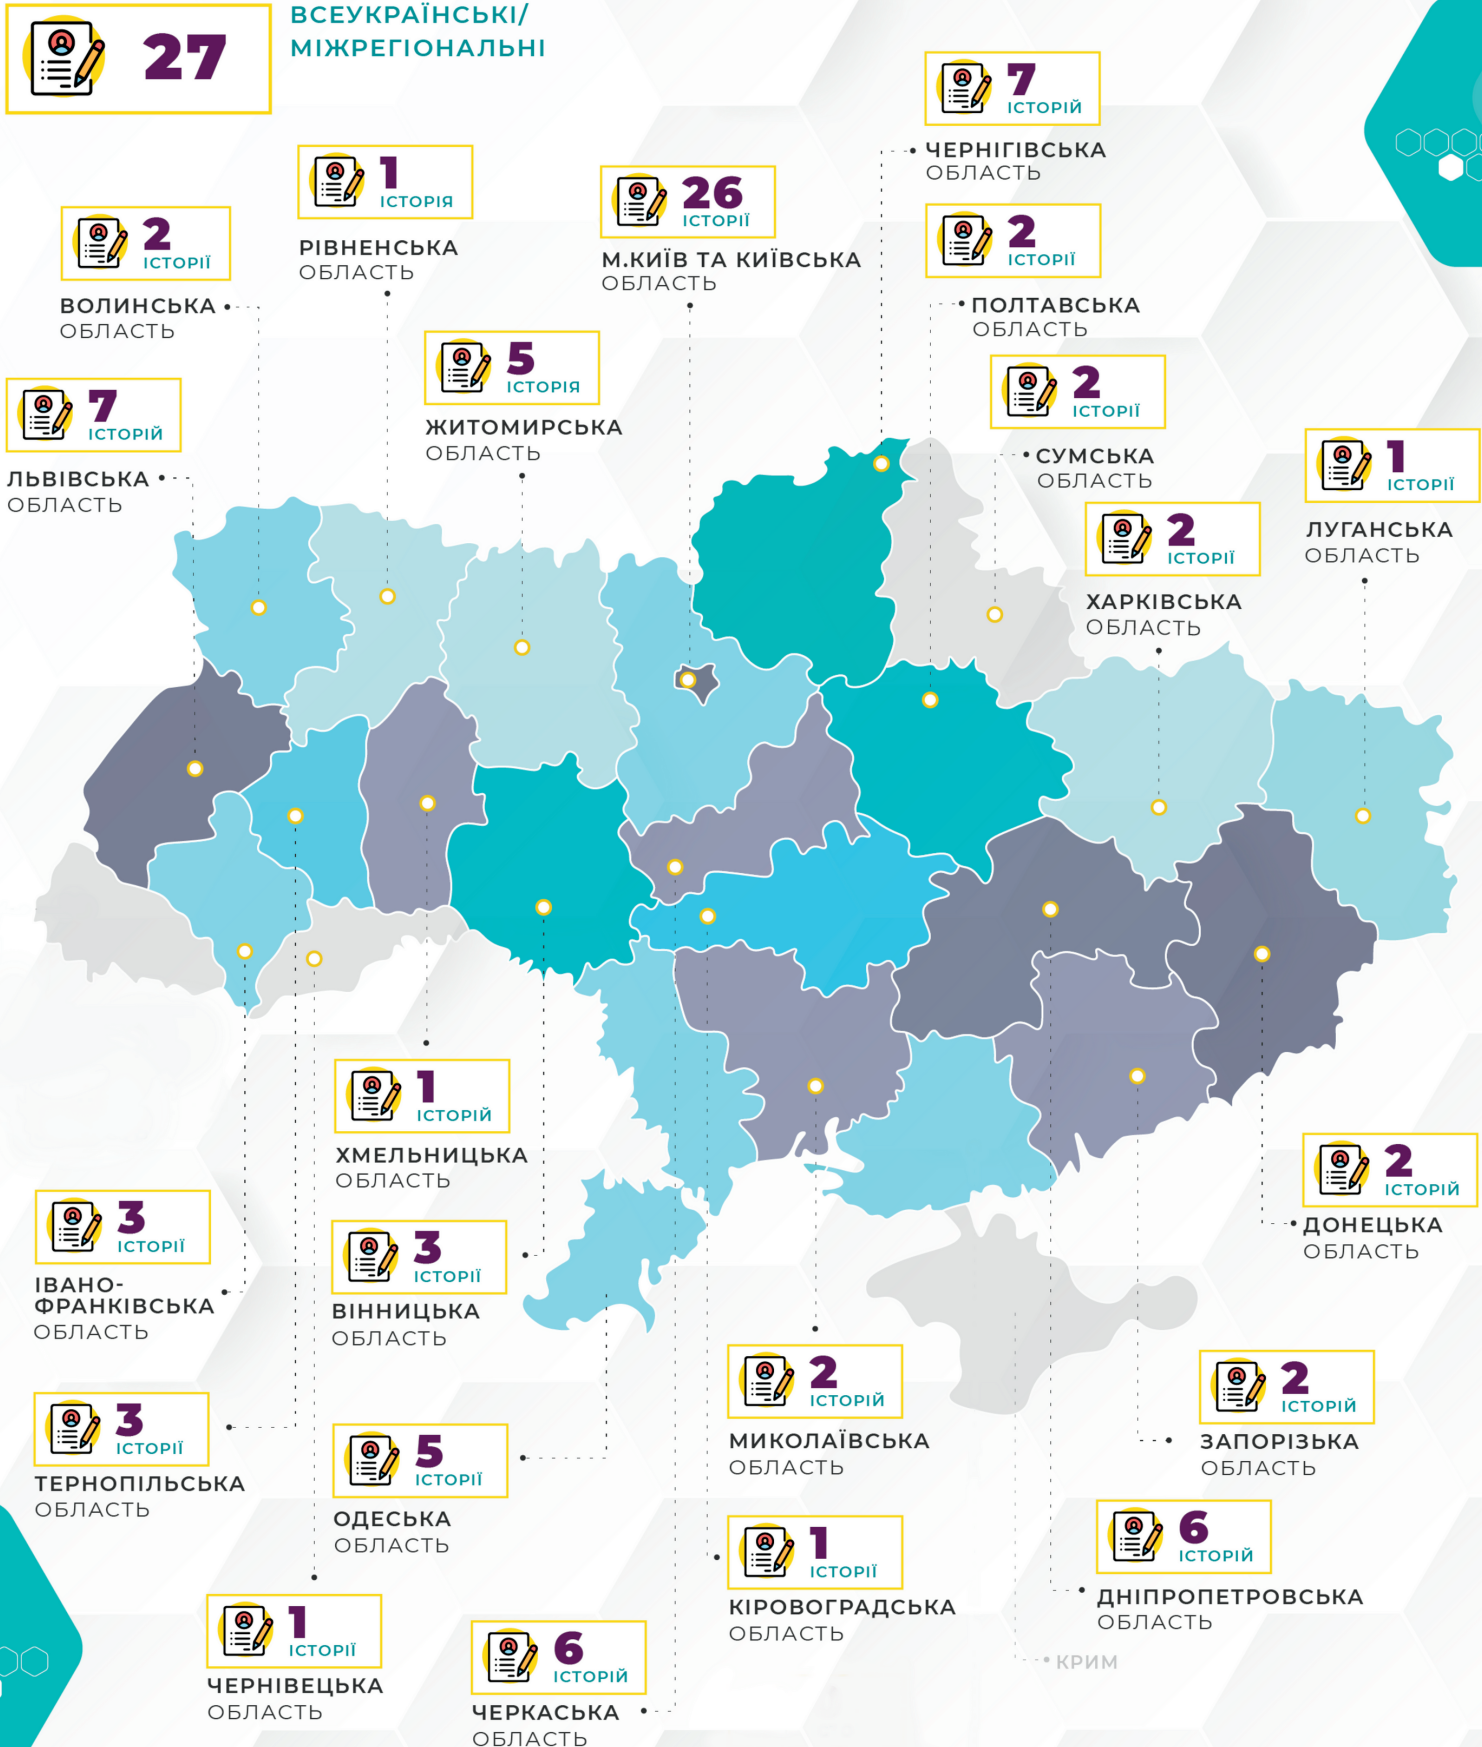 27
ВСЕУКРАЇНСЬКІ/
МІЖРЕГІОНАЛЬНІ
7
ІСТОРІЙ
ЧЕРНІГІВСЬКА
ОБЛАСТЬ
1
ІСТОРІЯ
РІВНЕНСЬКА
ОБЛАСТЬ
26
ІСТОРІЇ
М.КИЇВ ТА КИЇВСЬКА
ОБЛАСТЬ
2
ІСТОРІЇ
ВОЛИНСЬКА
ОБЛАСТЬ
2
ІСТОРІЇ
ПОЛТАВСЬКА
ОБЛАСТЬ
5
ІСТОРІЯ
ЖИТОМИРСЬКА
ОБЛАСТЬ
2
ІСТОРІЇ
СУМСЬКА
ОБЛАСТЬ
7
ІСТОРІЙ
ЛЬВІВСЬКА
ОБЛАСТЬ
1
ІСТОРІЇ
ЛУГАНСЬКА
ОБЛАСТЬ
2
ІСТОРІЇ
ХАРКІВСЬКА
ОБЛАСТЬ
1
ІСТОРІЙ
ХМЕЛЬНИЦЬКА
ОБЛАСТЬ
2
ІСТОРІЙ
ДОНЕЦЬКА
ОБЛАСТЬ
3
ІСТОРІЇ
ІВАНО-
ФРАНКІВСЬКА
ОБЛАСТЬ
3
ІСТОРІЇ
ВІННИЦЬКА
ОБЛАСТЬ
2
ІСТОРІЙ
МИКОЛАЇВСЬКА
ОБЛАСТЬ
2
ІСТОРІЙ
ЗАПОРІЗЬКА
ОБЛАСТЬ
3
ІСТОРІЇ
ТЕРНОПІЛЬСЬКА
ОБЛАСТЬ
5
ІСТОРІЇ
ОДЕСЬКА
ОБЛАСТЬ
1
ІСТОРІЇ
КІРОВОГРАДСЬКА
ОБЛАСТЬ
6
ІСТОРІЙ
ДНІПРОПЕТРОВСЬКА
ОБЛАСТЬ
1
ІСТОРІЇ
ЧЕРНІВЕЦЬКА
ОБЛАСТЬ
6
ІСТОРІЙ
ЧЕРКАСЬКА
ОБЛАСТЬ
КРИМ